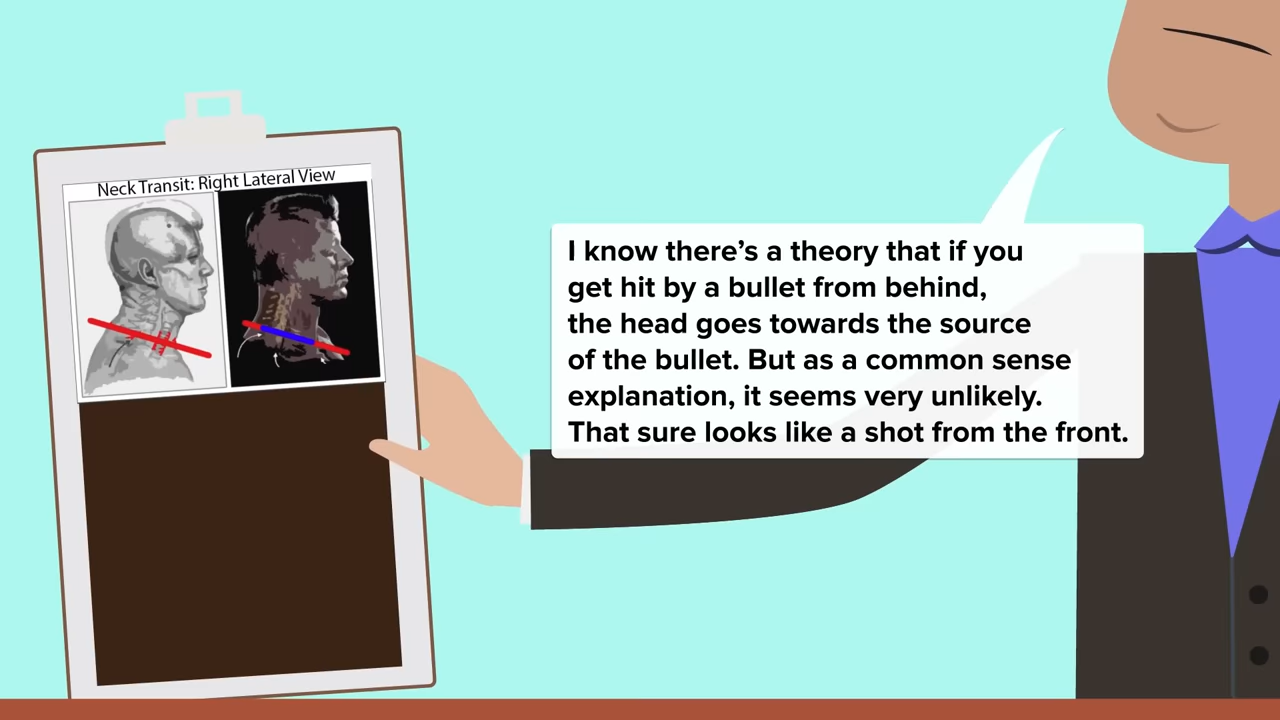 Neck Transit: Right Lateral View
I know there’s a theory that if you
get hit by a bullet from behind,
the head goes towards the source
of the bullet. But as a common sense
explanation, it seems very unlikely.
That sure looks like a shot from the front.